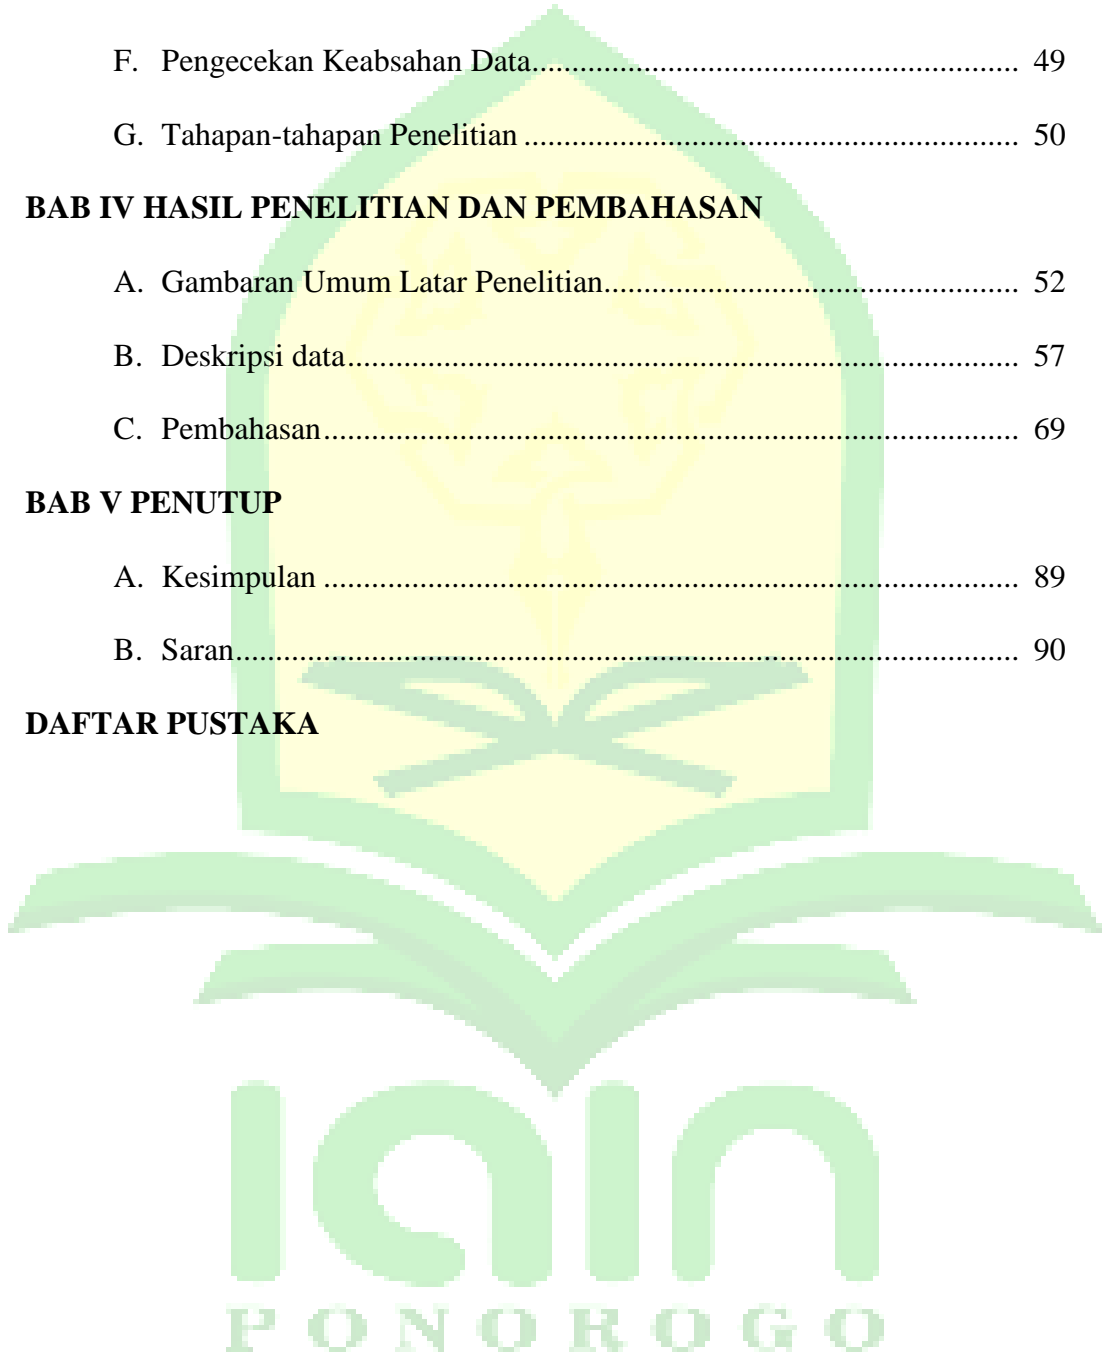 F. Pengecekan Keabsahan Data.............................................................. 49
G. Tahapan-tahapan Penelitian ............................................................... 50
BAB IV HASIL PENELITIAN DAN PEMBAHASAN
A. Gambaran Umum Latar Penelitian..................................................... 52
B. Deskripsi data...................................................................................... 57
C. Pembahasan......................................................................................... 69
BAB V PENUTUP
A. Kesimpulan ......................................................................................... 89
B. Saran.................................................................................................... 90
DAFTAR PUSTAKA
iain
PONOROGO